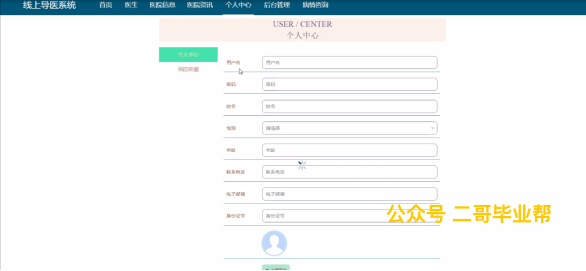 线上导医系统 首页 医生 医院信息 医院资讯 个人中心 后台管理 病情咨询
USER / CENTER
个人中心
个人中心
我的收藏
用户名 用户名
密码 密码
姓名 姓名
性别 请选择
年龄 年龄
联系电话 联系电话
电子邮箱 电子邮箱
身份证号 身份证号
公众号 二哥毕业帮